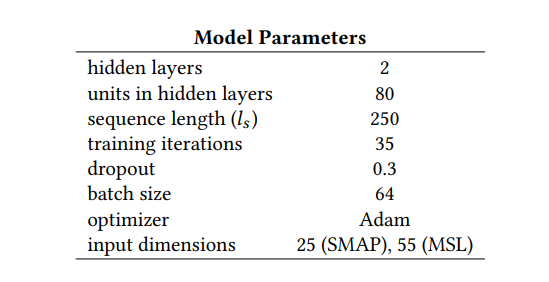 Model Parameters
hidden layers 2
units in hidden layers 80
sequence length (lₛ) 250
training iterations 35
dropout 0.3
batch size 64
optimizer Adam
input dimensions 25 (SMAP), 55 (MSL)